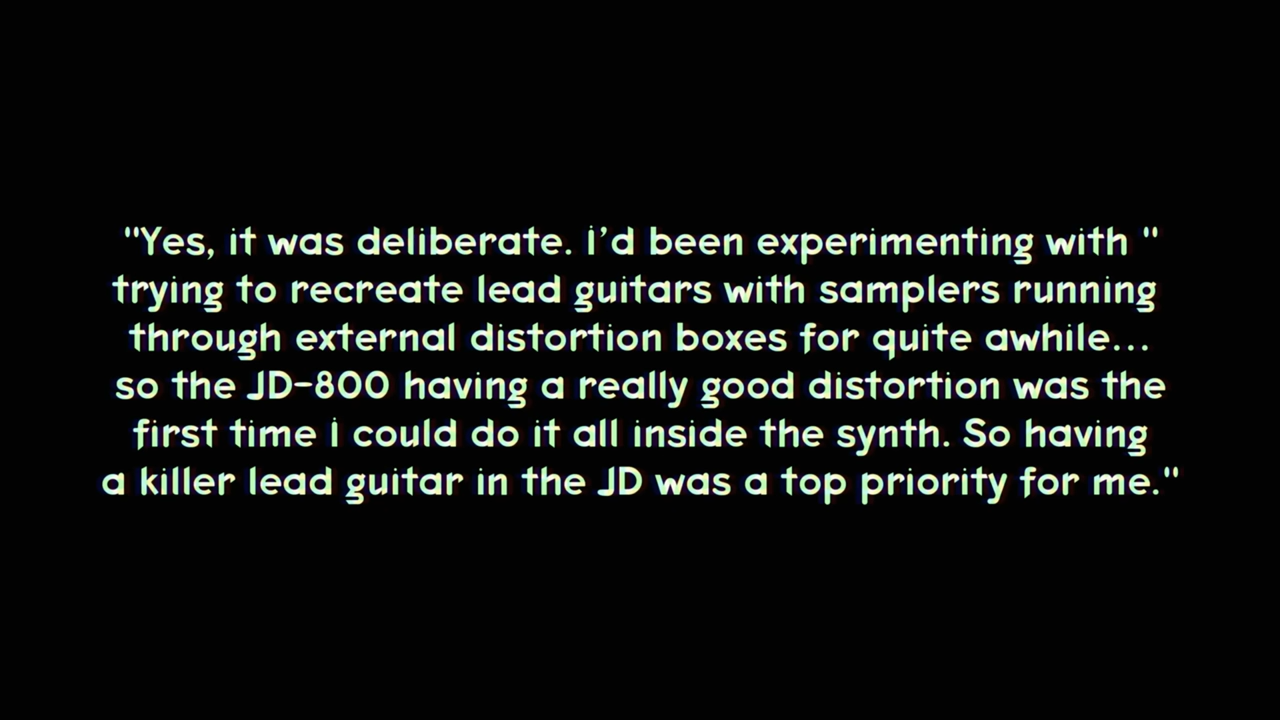 "Yes, it was deliberate. I’d been experimenting with "
trying to recreate lead guitars with samplers running
through external distortion boxes for quite awhile...
so the JD-800 having a really good distortion was the
first time I could do it all inside the synth. So having
a killer lead guitar in the JD was a top priority for me."